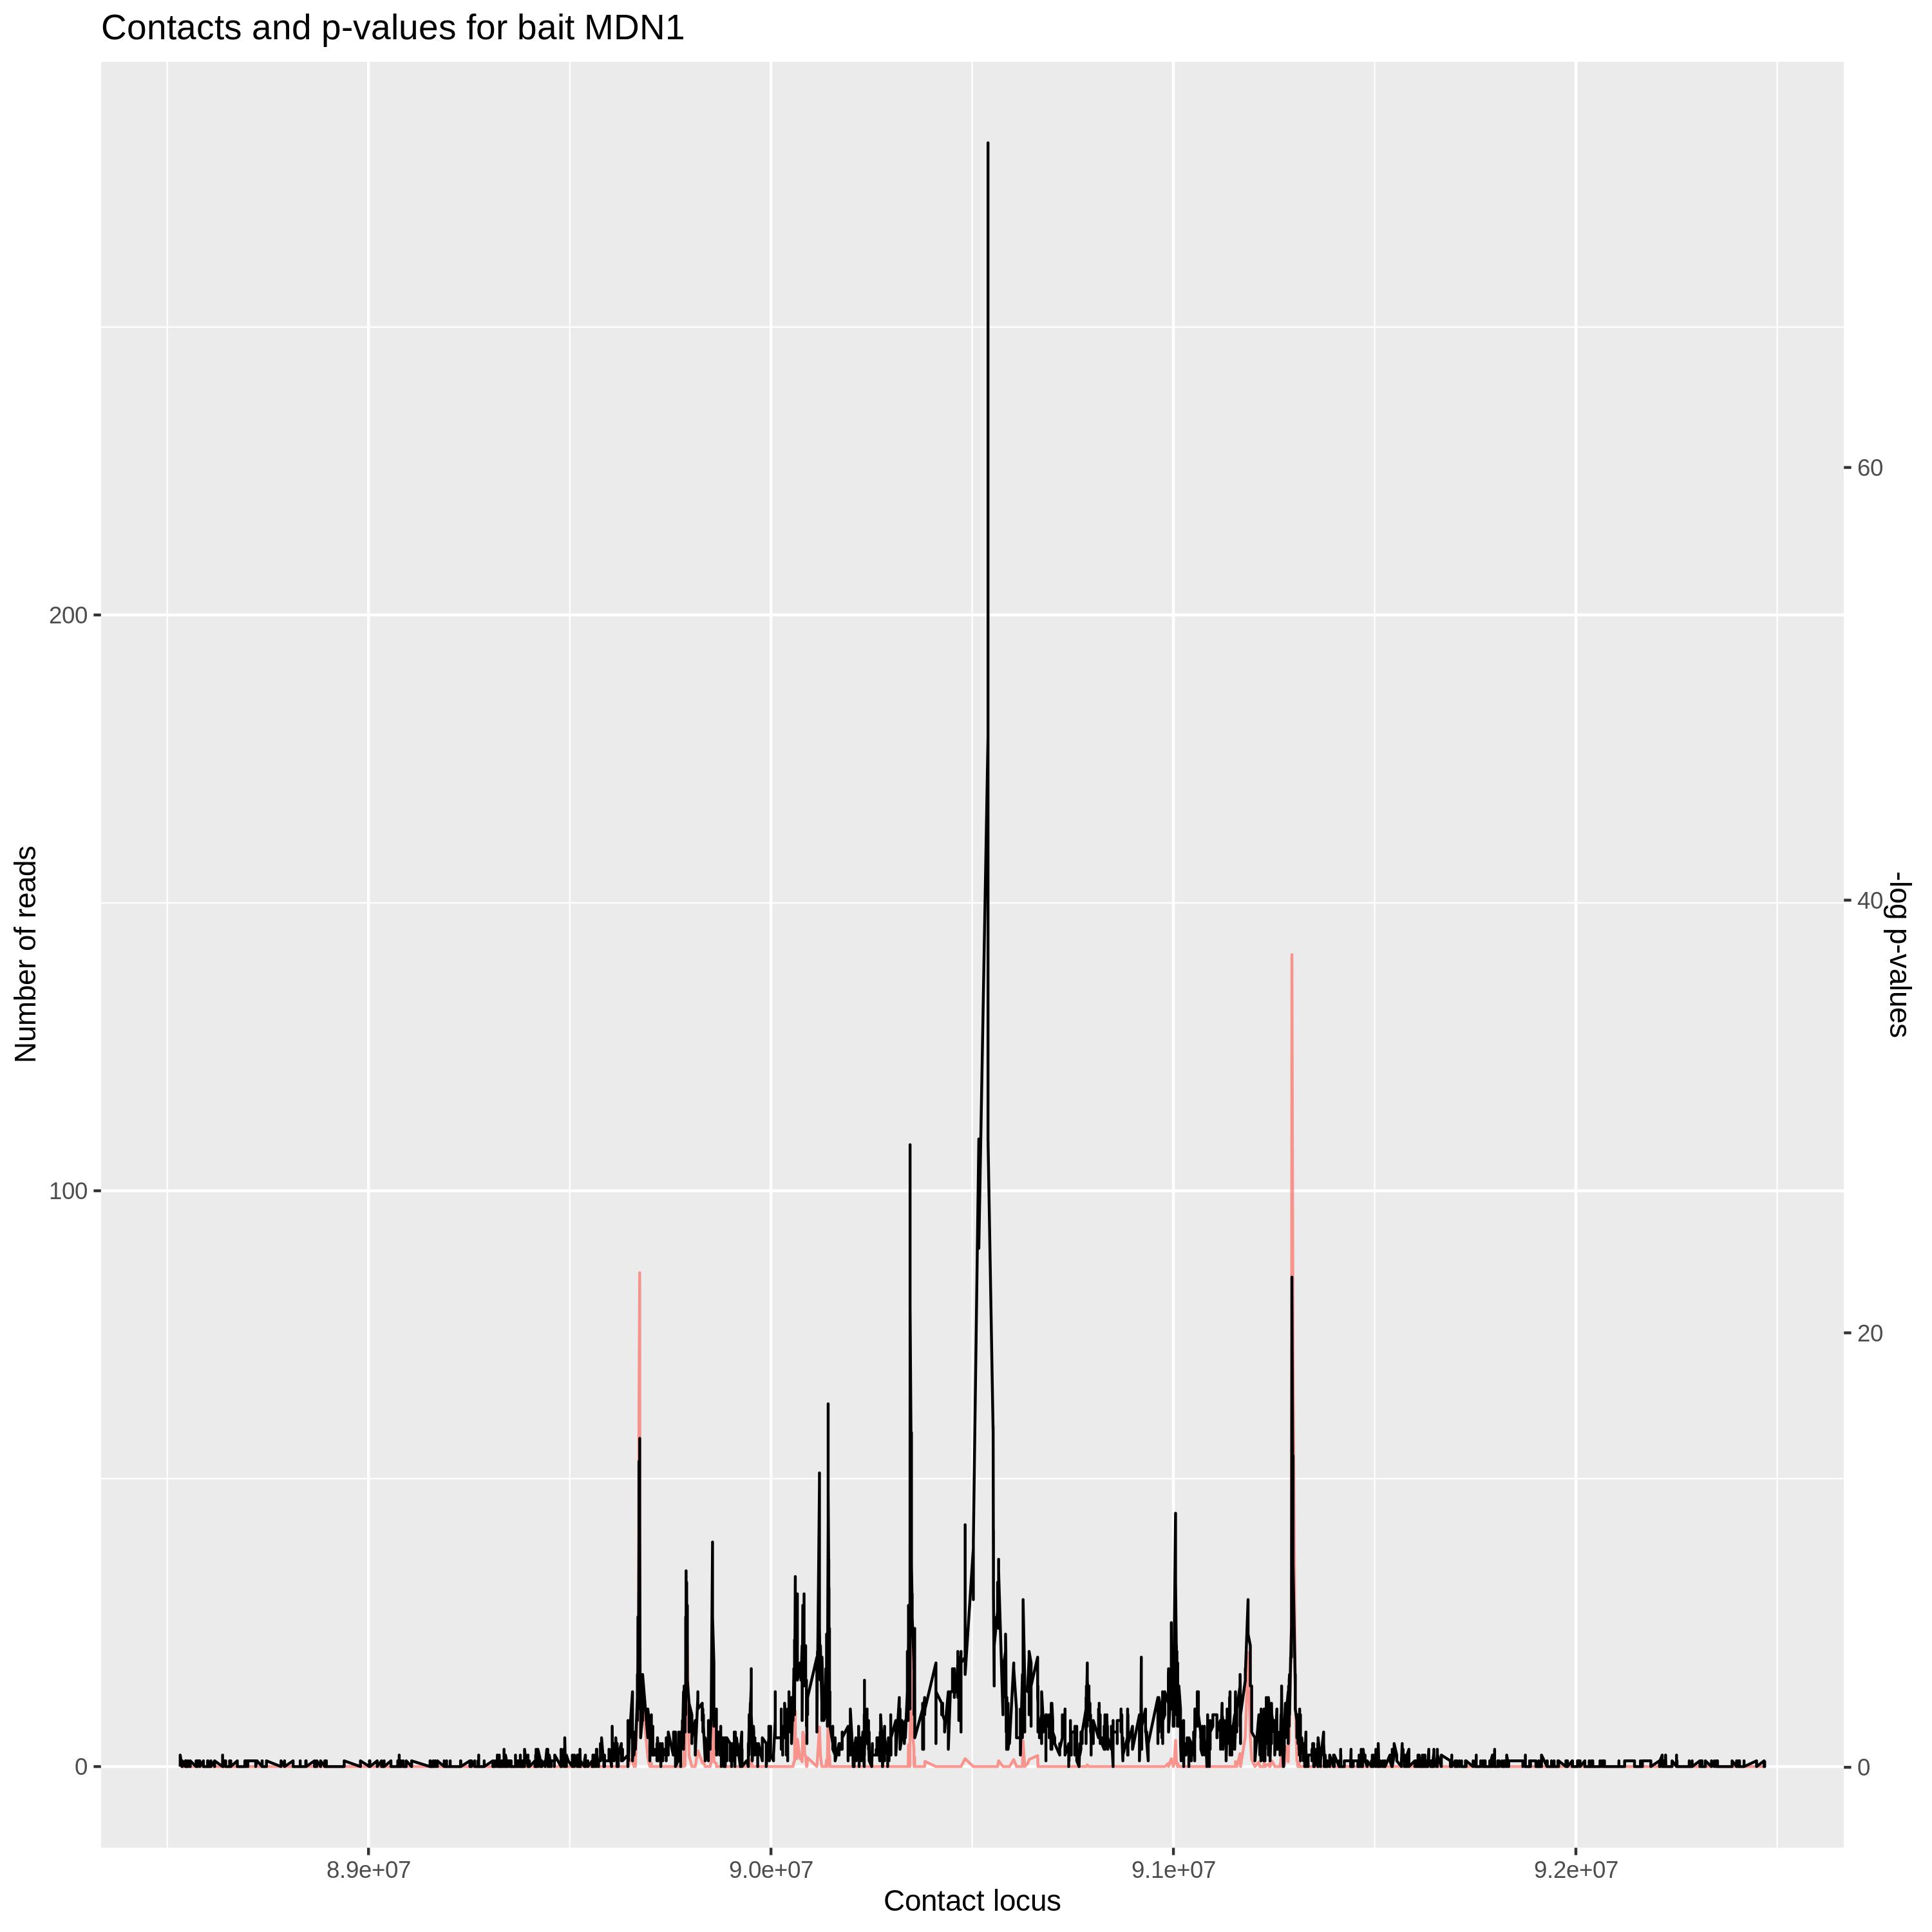 Contacts and p-values for bait MDN1
Number of reads
200
100
0
60
40
20
0
-log p-values
8.9e+07
9.0e+07
9.1e+07
9.2e+07
Contact locus